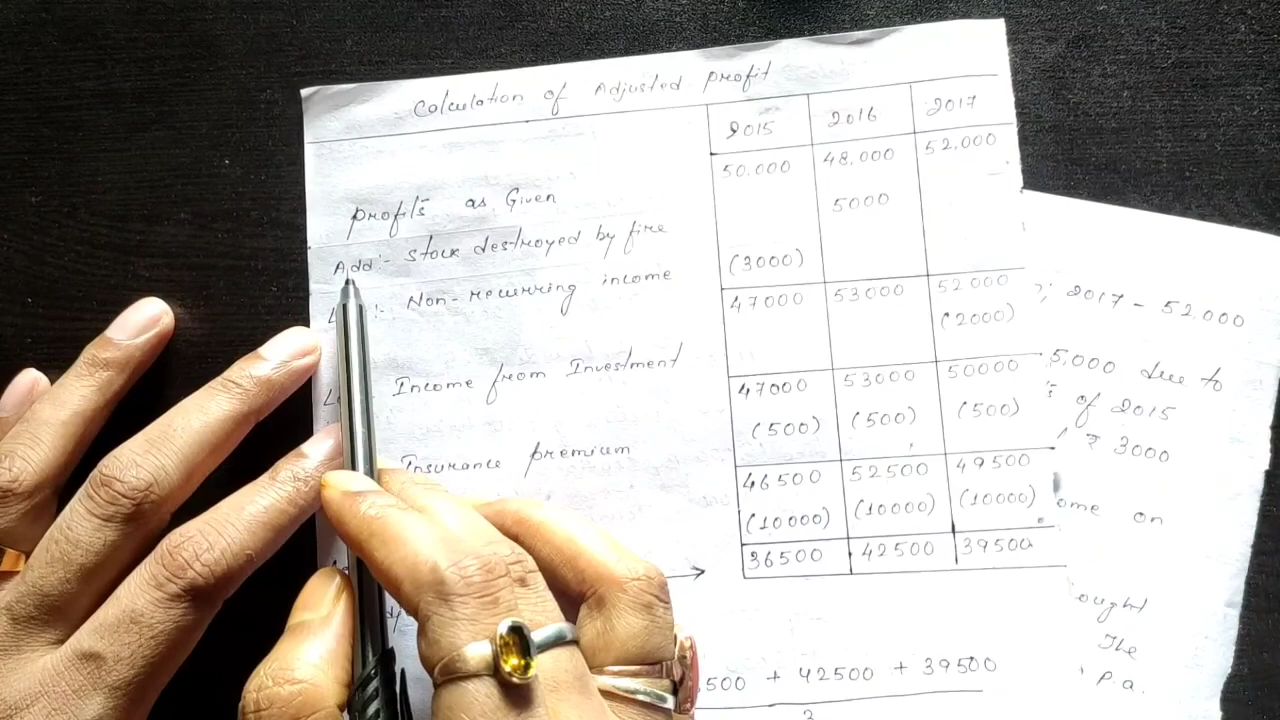 Calculation of Adjusted profit
2015 2016 2017
50.000 48,000 52,000
profits as Given
5000
Add:- Stock destroyed by fire
(3000)
Non-recurring income
47000 53000 52000
(2000)
Income from Investment
47000 53000 50000
(500) (500) (500)
Insurance premium
46500 52500 49500
(10000) (10000) (10000)
36500 42500 39500
500 + 42500 + 39500
2017 - 52.000
5,000 due to
of 2015
₹ 3000
ome on
ought
The
P.a.